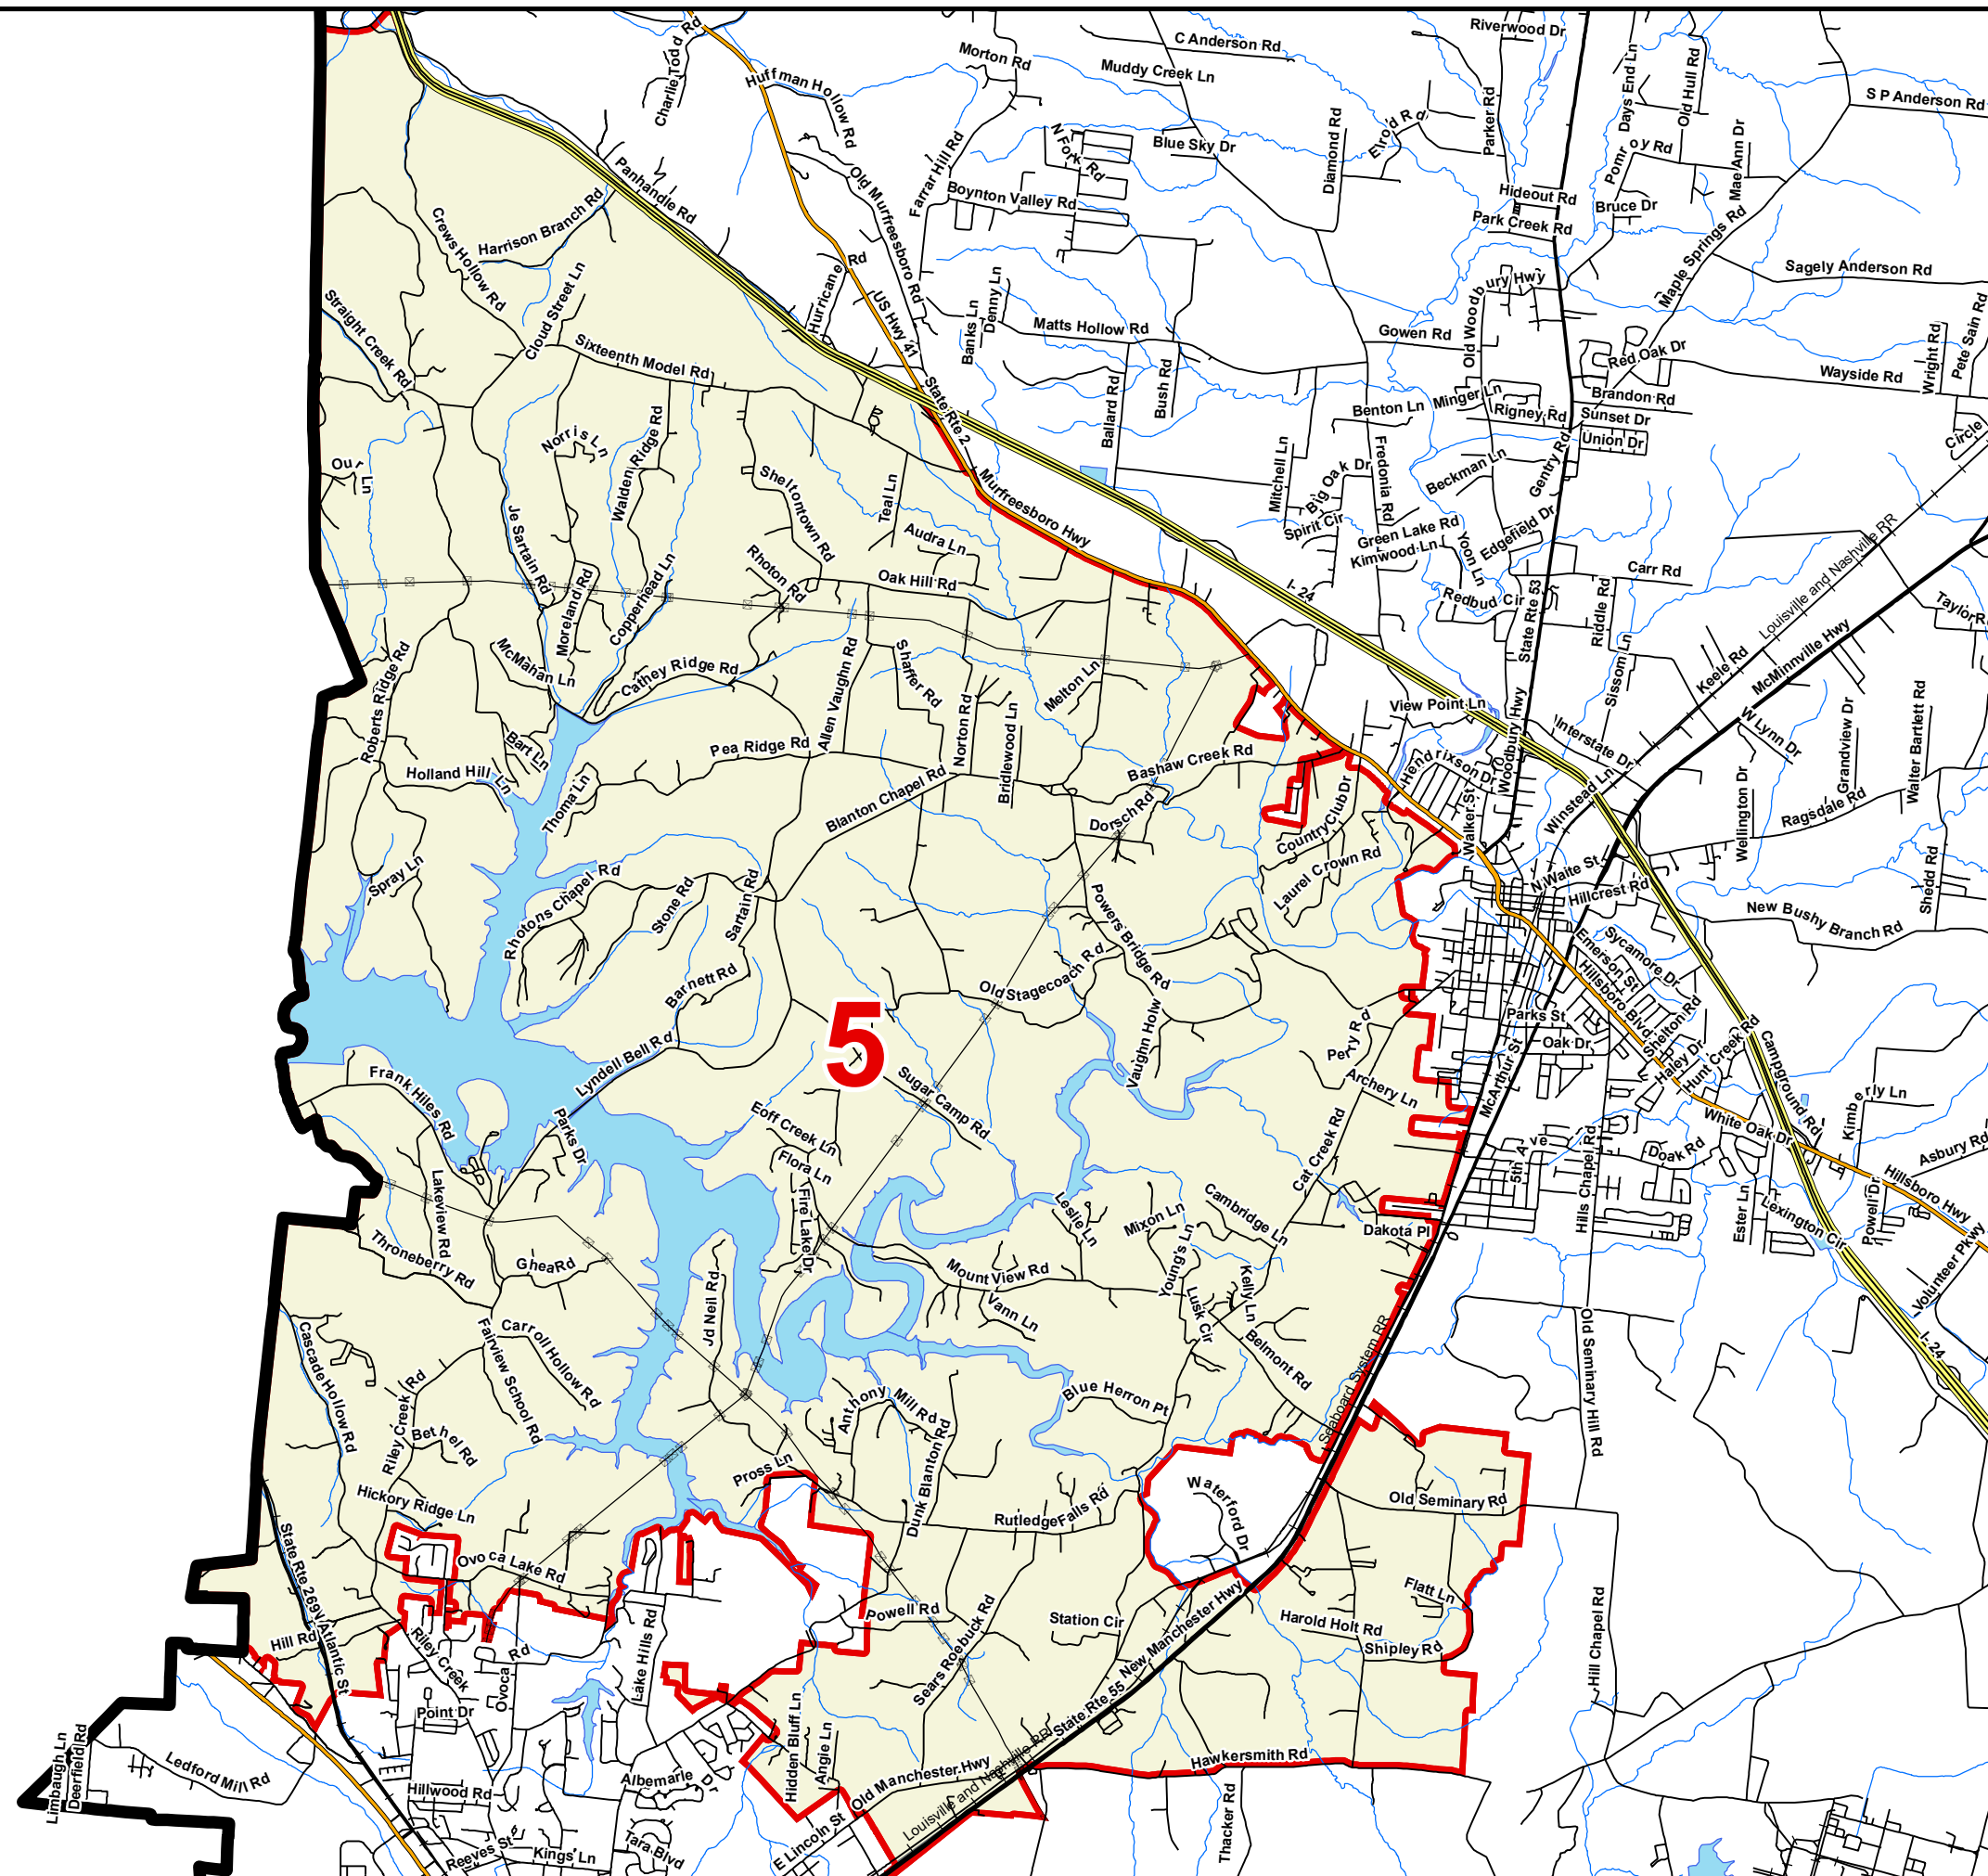 Charlie Todd Rd
Huffman Hollow Rd
Morton Rd
C Anderson Rd
Muddy Creek Ln
Riverwood Dr
Days End Ln
Old Hull Rd
S P Anderson Rd
Panhandle Rd
Old Murfreesboro Rd
Farrar Hill Rd
N Fork Rd
Blue Sky Dr
Boynton Valley Rd
Diamond Rd
Parker Rd
Pomroy Rd
Mae Ann Dr
Hideout Rd
Bruce Dr
Park Creek Rd
Maple Springs Rd
Sagely Anderson Rd
Crews Hollow Rd
Harrison Branch Rd
Cloud Street Ln
Straight Creek Rd
Sixteenth Model Rd
Hurricane Rd
US Hwy 41
State Rte 2
Banks Ln
Denny Ln
Matts Hollow Rd
Ballard Rd
Bush Rd
Gowen Rd
Old Woodbury Hwy
Red Oak Dr
Wayside Rd
Wright Rd
Pete Sain Rd
Benton Ln
Minger Ln
Rigney Rd
Brandon Rd
Sunset Dr
Union Dr
Circle
Our Ln
Norris Ln
Walden Ridge Rd
Sheltontown Rd
Teal Ln
Audra Ln
Murfreesboro Hwy
Mitchell Ln
Big Oak Dr
Spirit Cir
Fredonia Rd
Beckman Ln
Gentry Rd
Green Lake Rd
Kimwood Ln
Yoon Ln
Edgefield Dr
Redbud Cir
State Rte 53
Carr Rd
Riddle Rd
Sissom Ln
Louisville and Nashville RR
McMinnville Hwy
Keele Rd
Taylor R
Je Sartain Rd
Moreland Rd
Copperhead Ln
Rhoton Rd
Oak Hill Rd
I- 24
McMahan Ln
Cathey Ridge Rd
Allen Vaughn Rd
Shaffer Rd
Norton Rd
Bridlewood Ln
Melton Ln
Roberts Ridge Rd
Holland Hill Ln
Bart Ln
Thoma Ln
Pea Ridge Rd
Blanton Chapel Rd
Bashaw Creek Rd
Dorsch Rd
View Point Ln
Hendrixson Dr
Woodbury Hwy
Interstate Dr
Winstead Ln
W Lynn Dr
Grandview Dr
Walter Bartlett Rd
Wellington Dr
Ragsdale Rd
Shedd Rd
Country Club Dr
Laurel Crown Rd
Walker St
N Waite St
Hillcrest Rd
New Bushy Branch Rd
Spray Ln
Rhotons Chapel Rd
Stone Rd
Sartain Rd
Barnett Rd
Powers Bridge Rd
Old Stagecoach Rd
Vaughn Holw
Emerson St
Sycamore Dr
Hillsboro Blvd
Shelton Rd
Parks St
Oak Dr
Haley Dr
Hunt Creek Rd
Campground Rd
Kimberly Ln
Asbury Rd
5
Perry Rd
Archery Ln
McArthur St
Lyndell Bell Rd
Frank Hiles Rd
Parks Dr
Eoff Creek Ln
Flora Ln
Fire Lake Dr
Sugar Camp Rd
Cat Creek Rd
White Oak Dr
5th Ave
Doak Rd
Hills Chapel Rd
Ester Ln
Lexington Cir
Powell Dr
Hillsboro Hwy
Volunteer Pkwy
I- 24
Lakeview Rd
Throneberry Rd
Ghea Rd
Leslie Ln
Mixon Ln
Cambridge Ln
Dakota Pl
Mount View Rd
Vann Ln
Young's Ln
Lusk Cir
Kelly Ln
Belmont Rd
Seaboard System RR
Old Seminary Hill Rd
Jd Neil Rd
Cascade Hollow Rd
Fairview School Rd
Carroll Hollow Rd
Riley Creek Rd
Bethel Rd
Hickory Ridge Ln
Anthony Mill Rd
Dunk Blanton Rd
Blue Herron Pt
Pross Ln
Rutledge Falls Rd
Waterford Dr
Old Seminary Rd
Ovoca Lake Rd
State Rte 269
Atlantic St
Hill Rd
Riley Creek
Ovoca Rd
Point Dr
Lake Hills Rd
Powell Rd
Sears Roebuck Rd
Station Cir
New Manchester Hwy
State Rte 55
Harold Holt Rd
Flatt Ln
Shipley Rd
Hill Chapel Rd
Hawkersmith Rd
Thacker Rd
Hidden Bluff Ln
Angie Ln
Old Manchester Hwy
Louisville and Nashville RR
E Lincoln St
Albemarle Dr
Tara Blvd
Kings Ln
Reeves St
Hillwood Rd
Ledford Mill Rd
Limbaugh Ln
Deerfield Rd